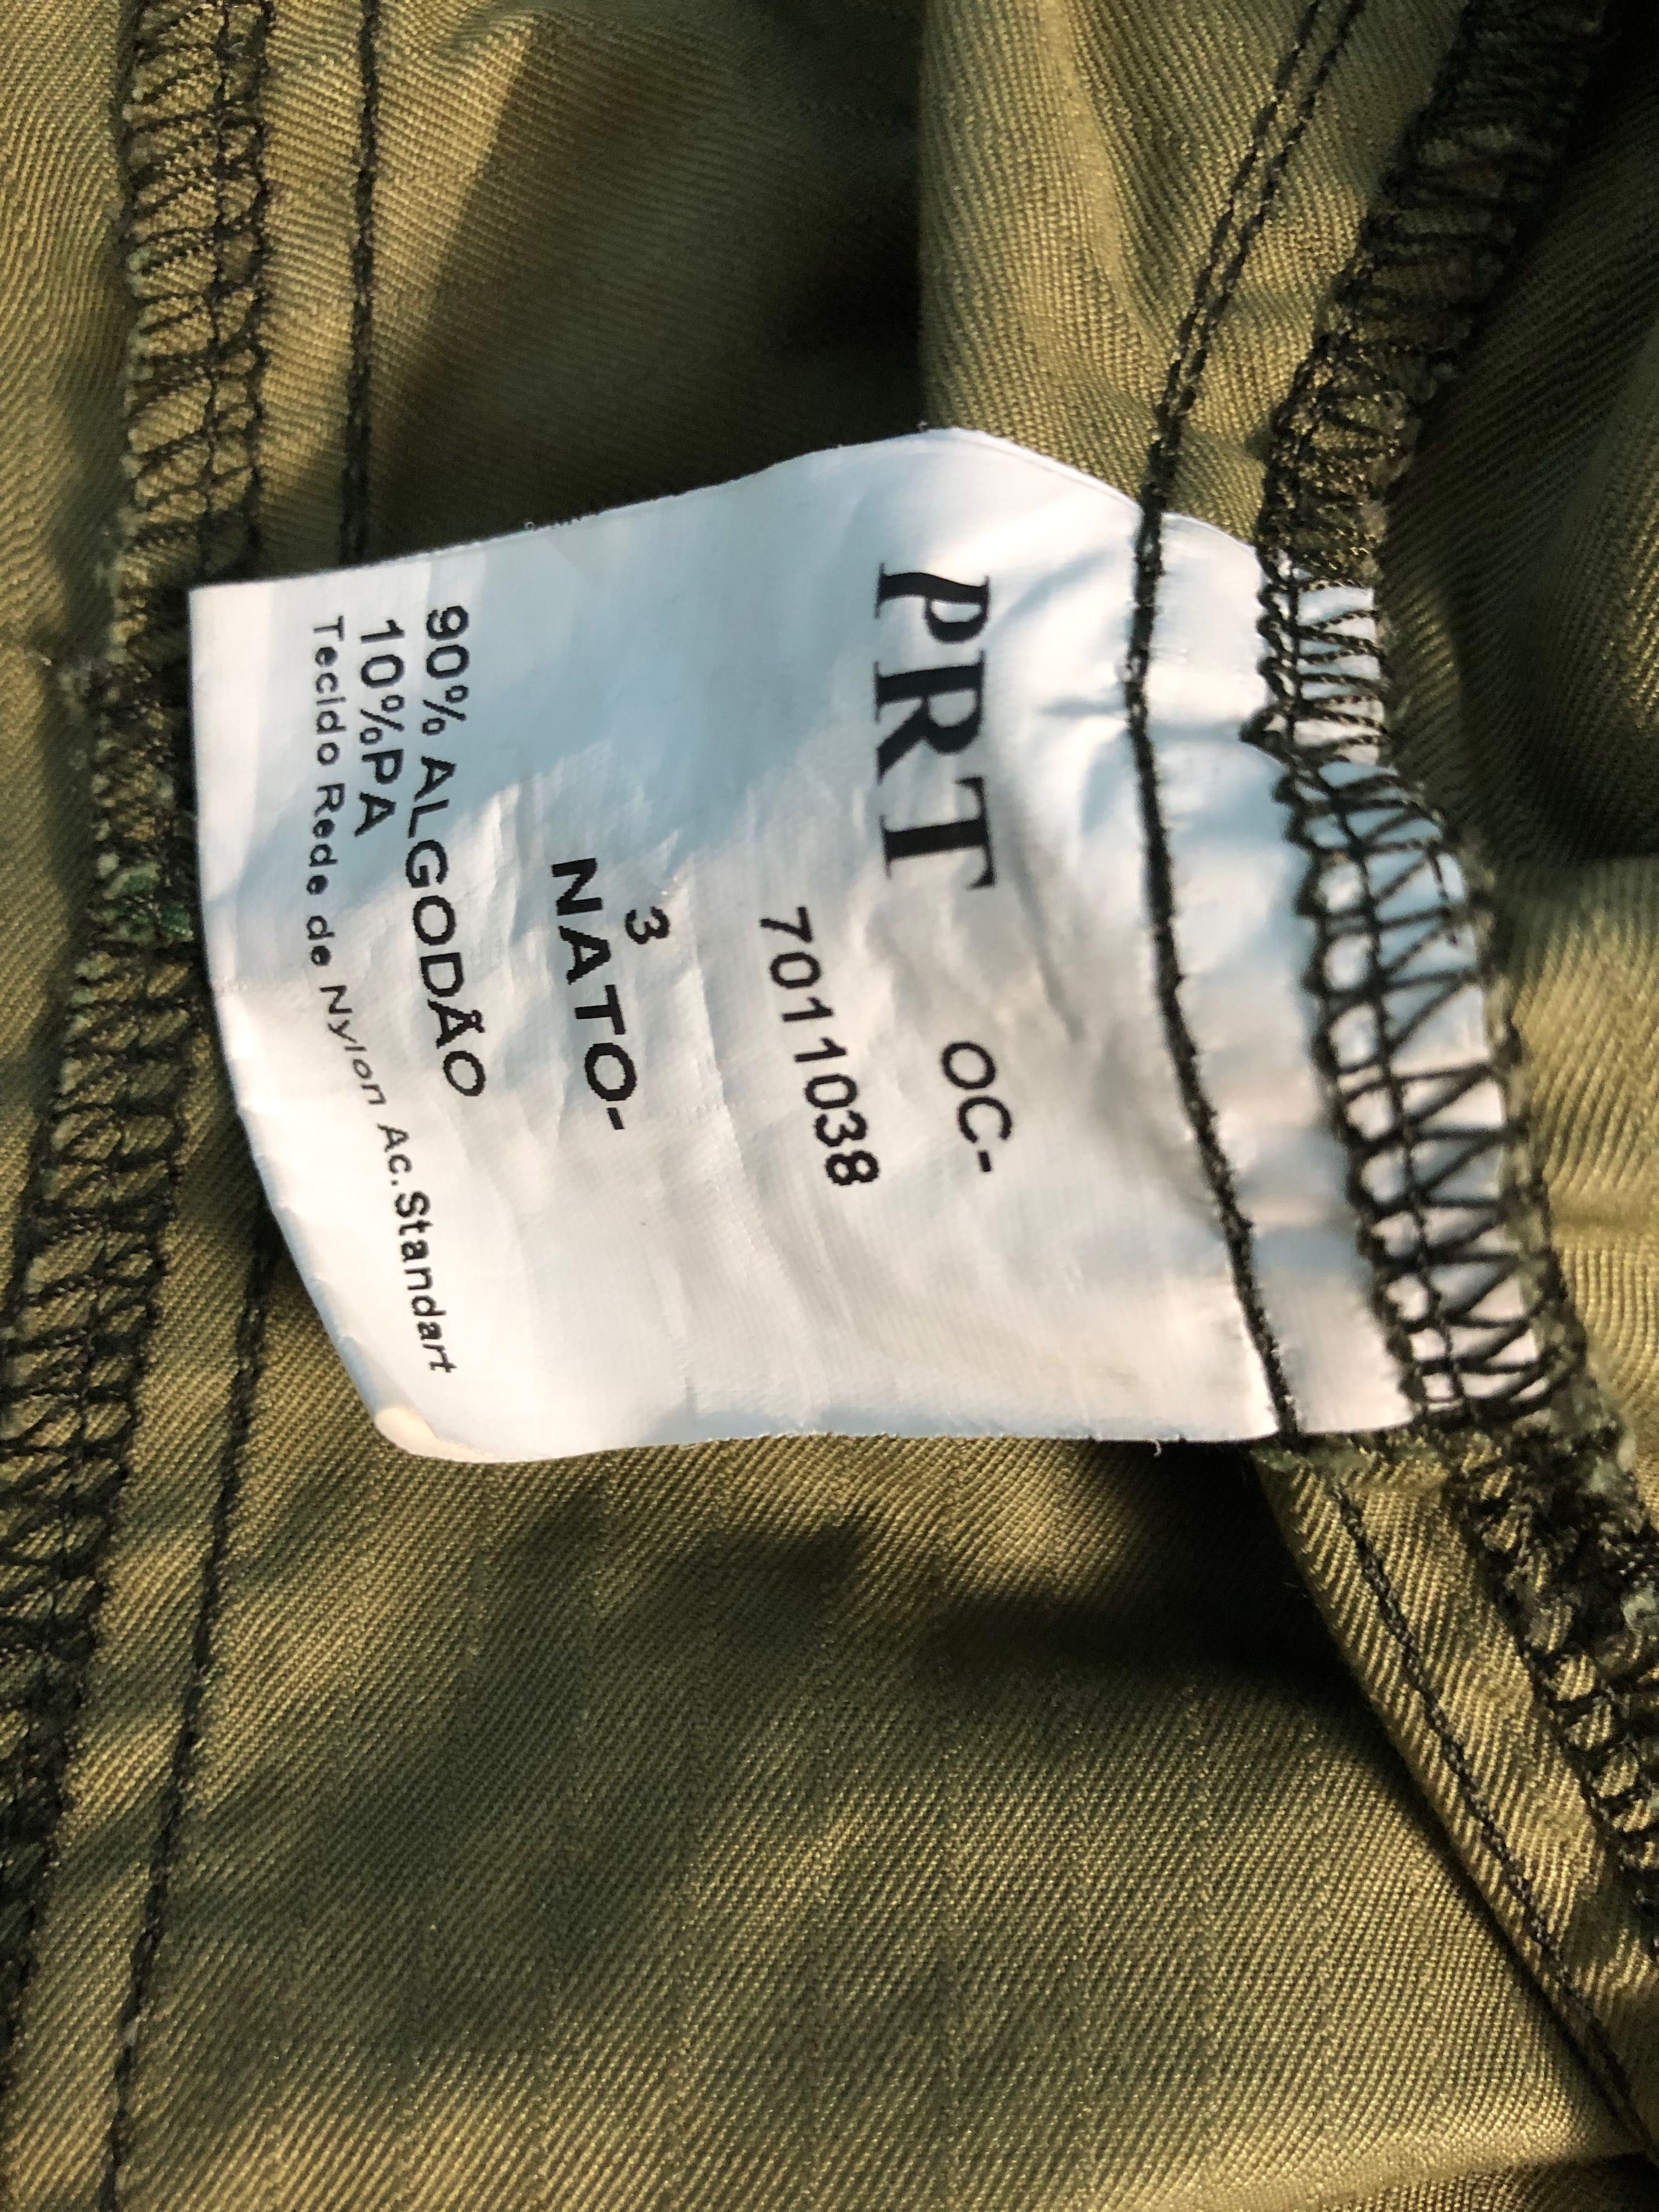 PRT OC-
7011038
3
NATO-
90% ALGODÃO
10%PA
Tecido Rede de Nylon Ac.Standart